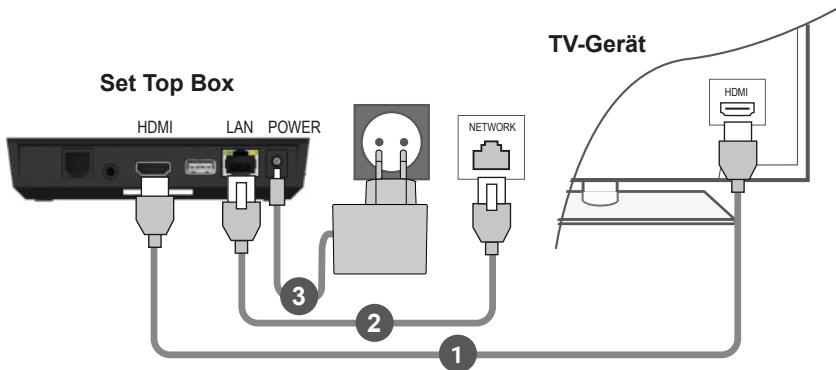 TV-Gerät
Set Top Box
HDMI
HDMI LAN POWER
NETWORK
3
2
1